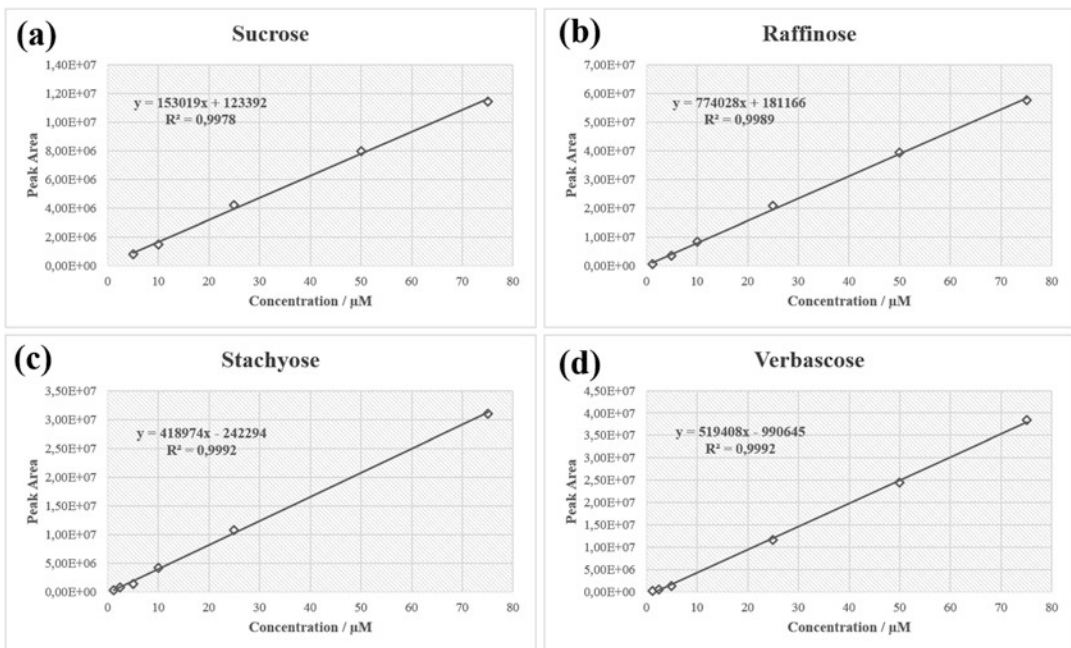 (a)
Sucrose
1,40E+07
1,20E+07
1,00E+07
8,00E+06
6,00E+06
4,00E+06
2,00E+06
0,00E+00
Peak Area
y = 153019x + 123392
R² = 0,9978
0 10 20 30 40 50 60 70 80
Concentration / µM
(b)
Raffinose
7,00E+07
6,00E+07
5,00E+07
4,00E+07
3,00E+07
2,00E+07
1,00E+07
0,00E+00
Peak Area
y = 774028x + 181166
R² = 0,9989
0 10 20 30 40 50 60 70 80
Concentration / µM
(c)
Stachyose
3,50E+07
3,00E+07
2,50E+07
2,00E+07
1,50E+07
1,00E+07
5,00E+06
0,00E+00
Peak Area
y = 418974x - 242294
R² = 0,9992
0 10 20 30 40 50 60 70 80
Concentration / µM
(d)
Verbascose
4,50E+07
4,00E+07
3,50E+07
3,00E+07
2,50E+07
2,00E+07
1,50E+07
1,00E+07
5,00E+06
0,00E+00
Peak Area
y = 519408x - 990645
R² = 0,9992
0 10 20 30 40 50 60 70 80
Concentration / µM